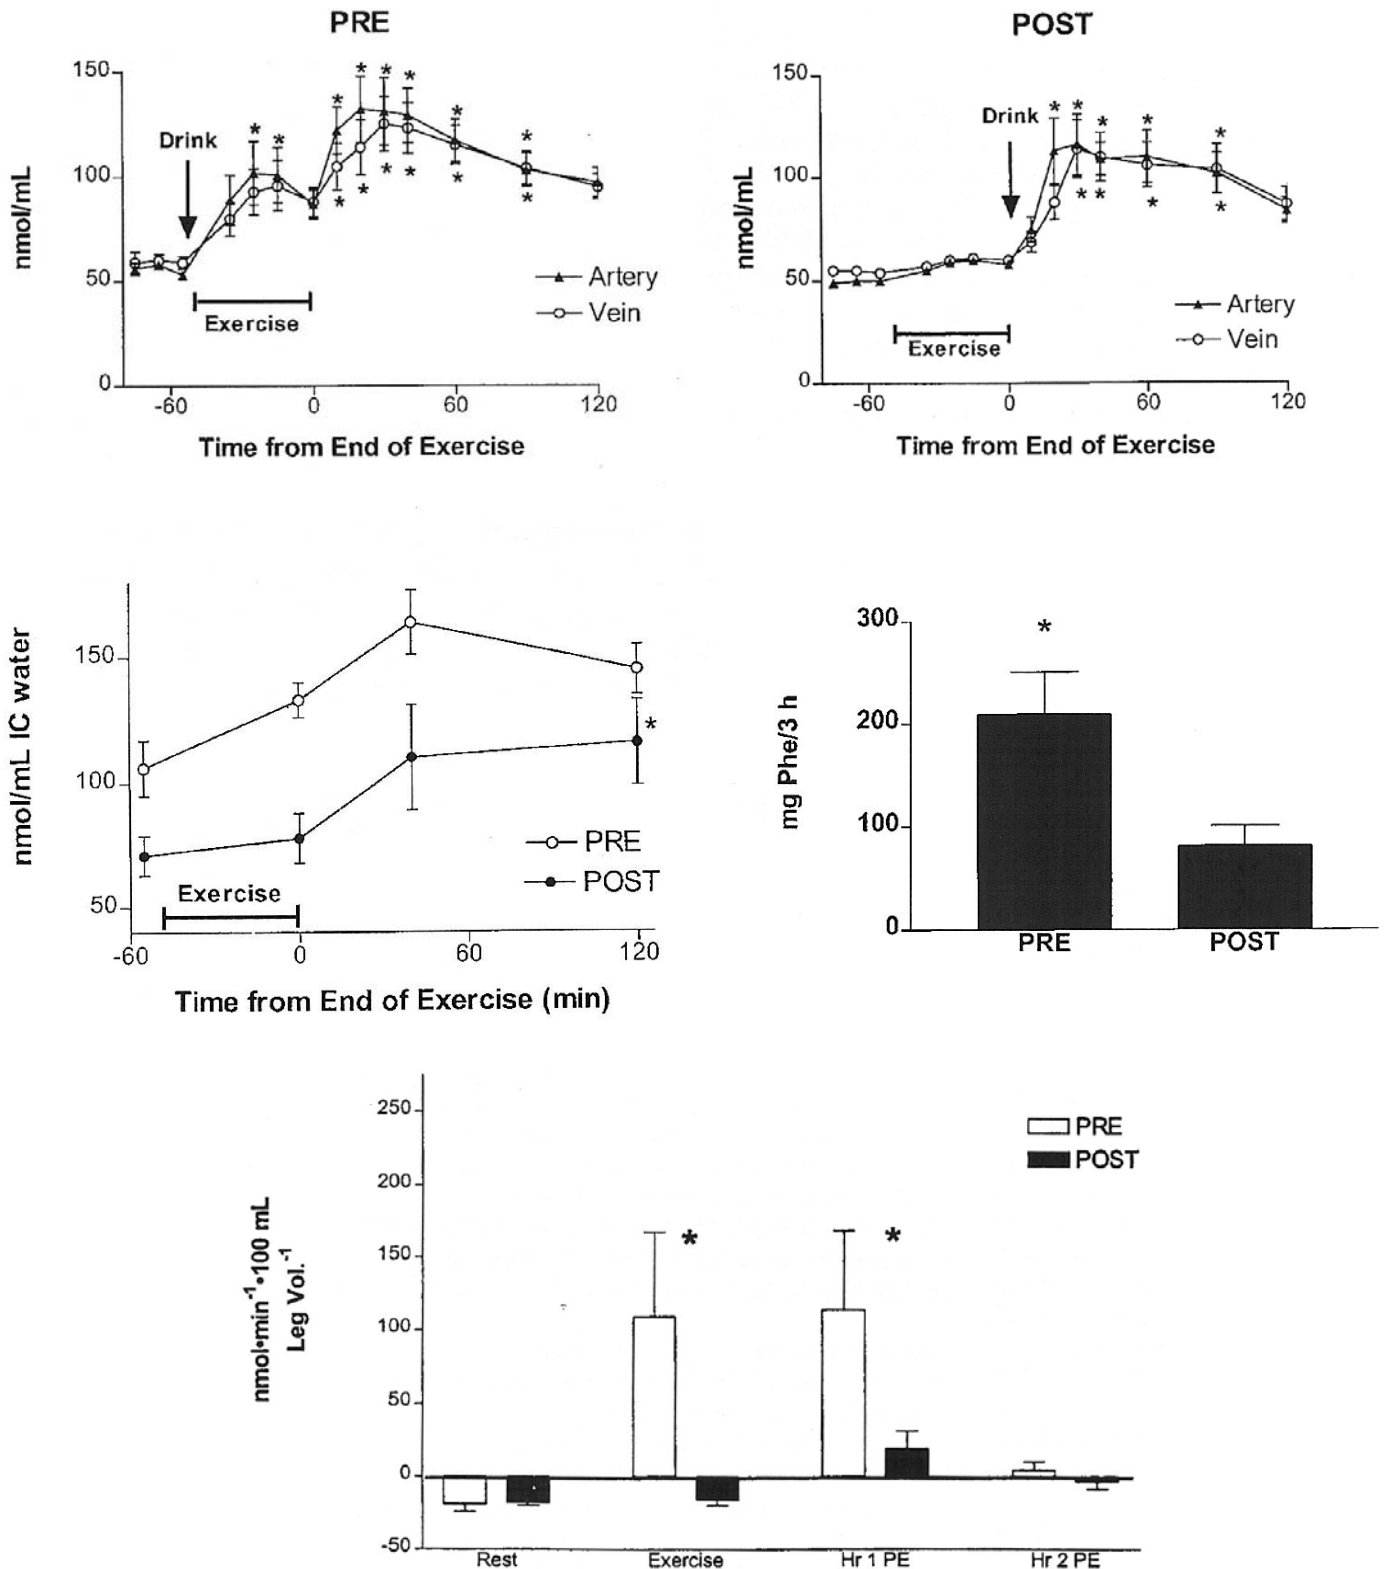 PRE
150
100
50
0
nmol/mL
Drink
* * * * * * * *
* * * * * *
Artery
Vein
Exercise
-60 0 60 120
Time from End of Exercise
POST
150
100
50
0
nmol/mL
Drink
* * * * *
* * * *
Artery
Vein
Exercise
-60 0 60 120
Time from End of Exercise
nmol/mL IC water
150
100
50
*
PRE
POST
Exercise
-60 0 60 120
Time from End of Exercise (min)
mg Phe/3 h
300
200
100
0
*
PRE POST
nmol•min⁻¹•100 mL
Leg Vol.⁻¹
250
200
150
100
50
0
-50
PRE
POST
* *
Rest Exercise Hr 1 PE Hr 2 PE